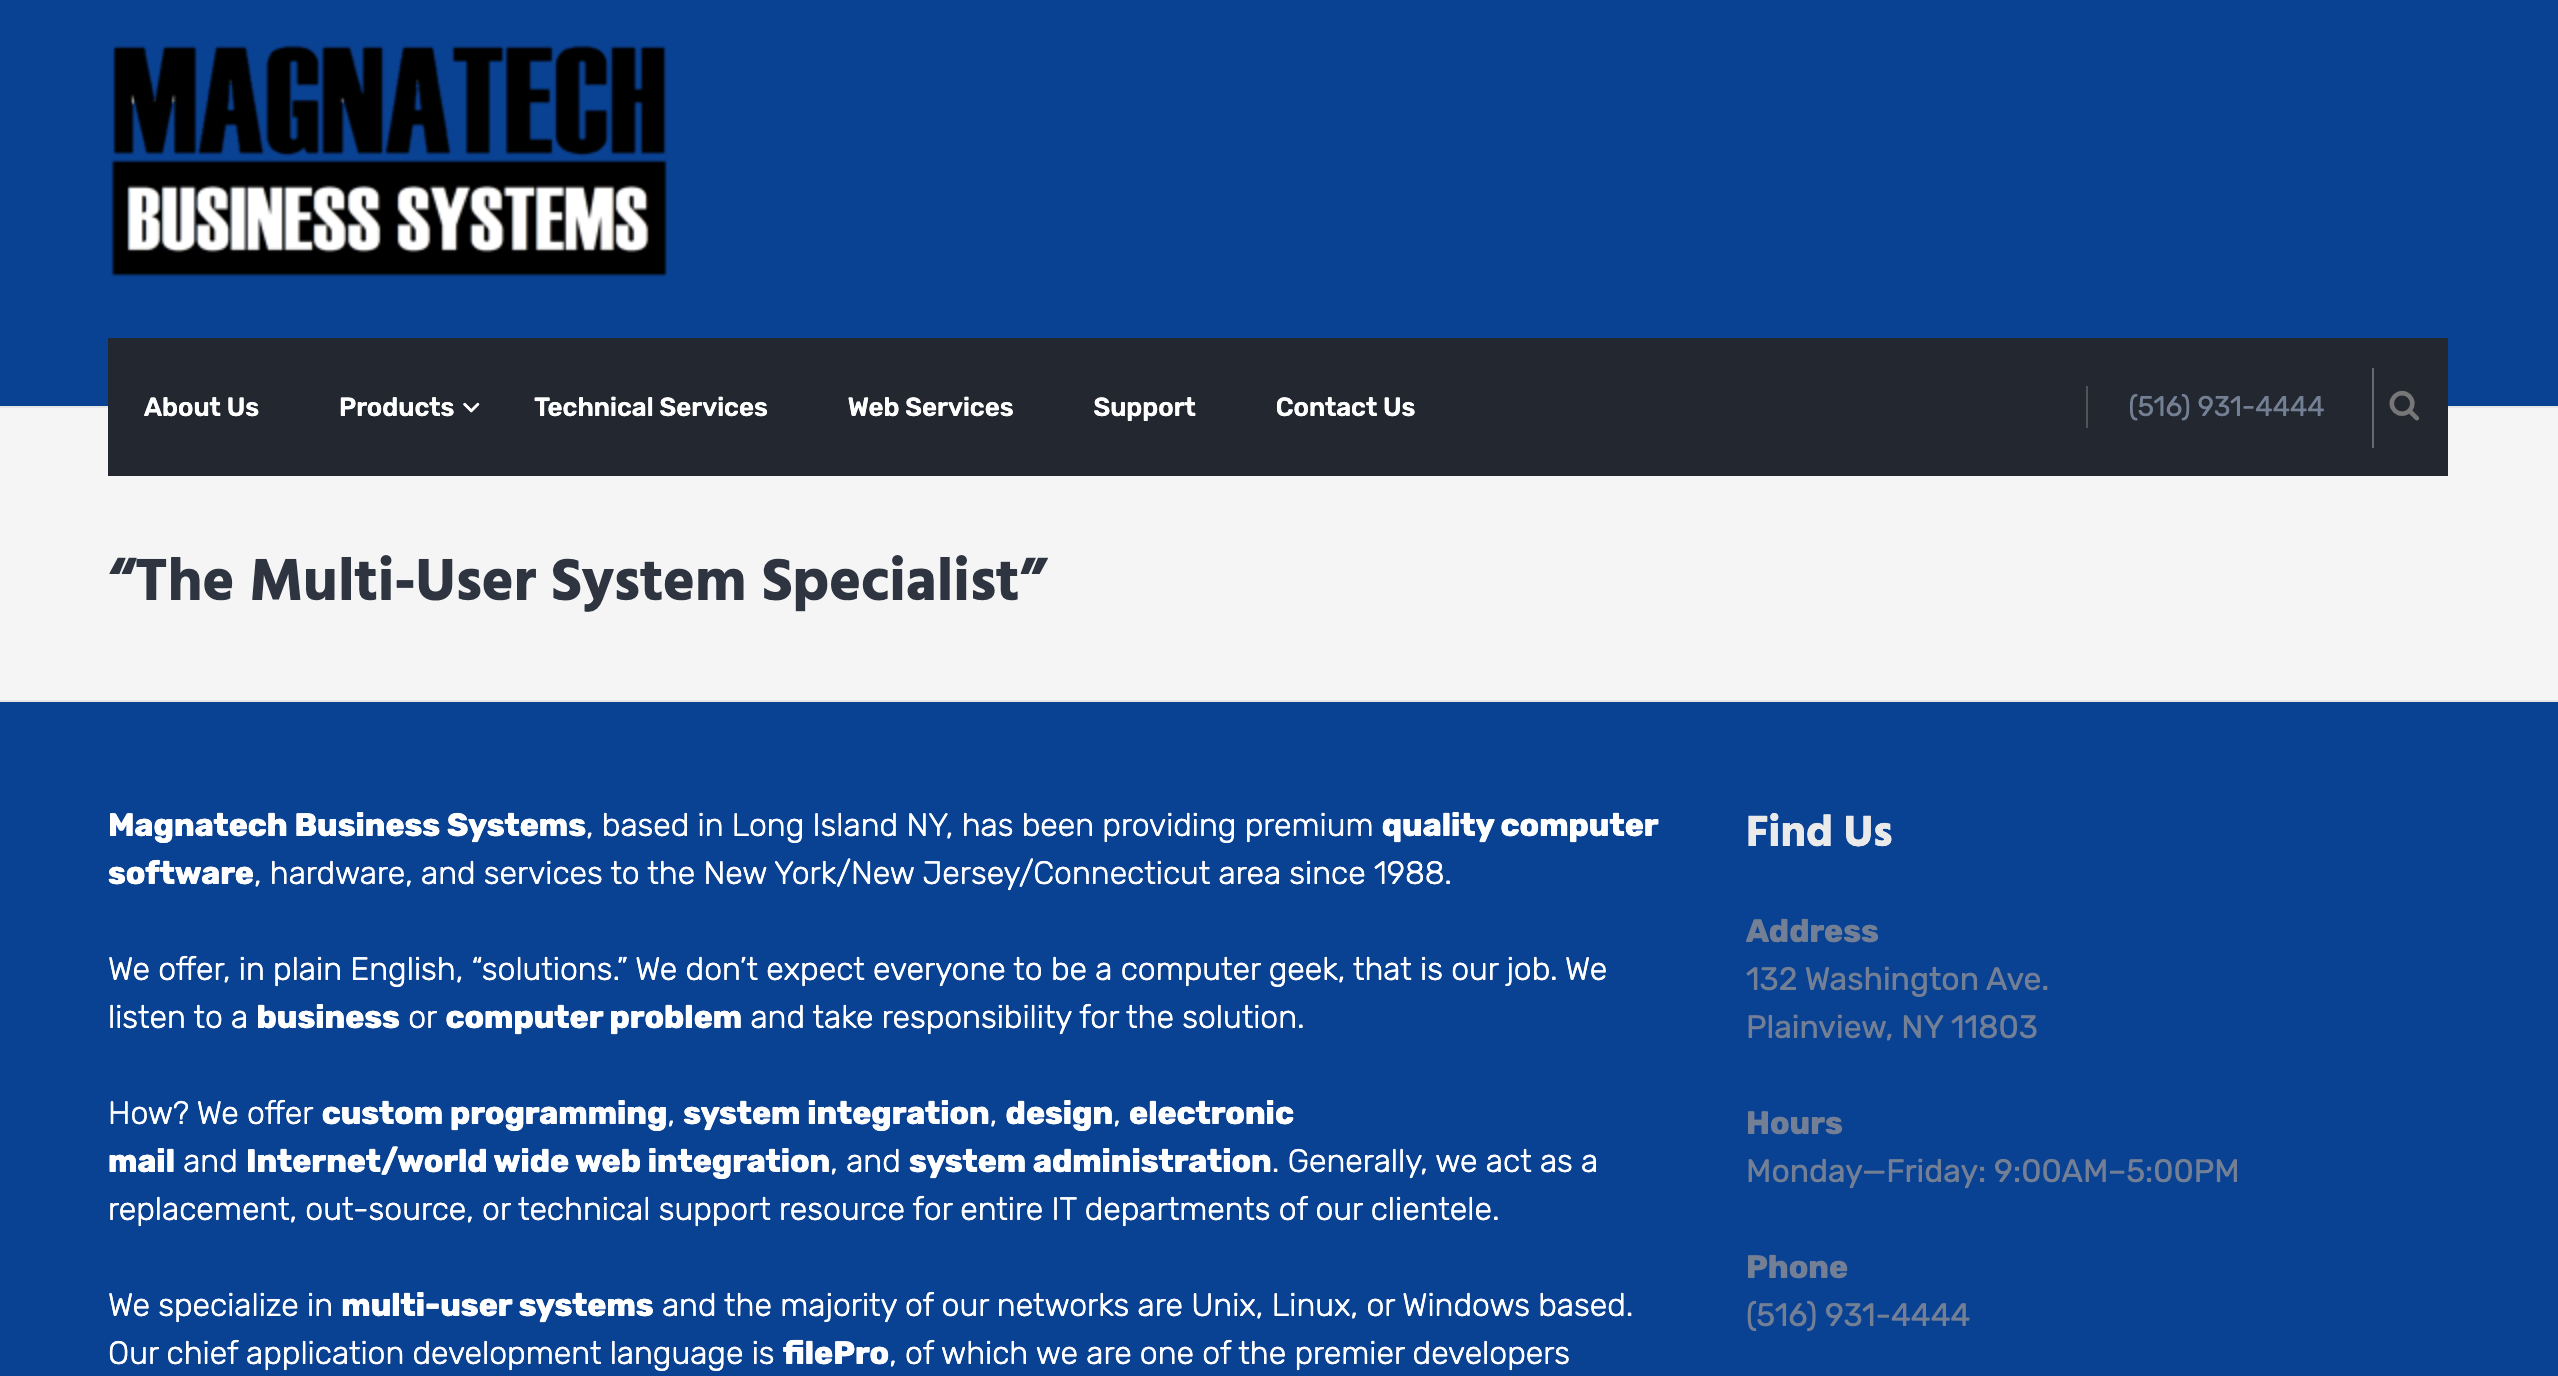 MAGNATECH
BUSINESS SYSTEMS
About Us Products Technical Services Web Services Support Contact Us (516) 931-4444
“The Multi-User System Specialist”
Magnatech Business Systems, based in Long Island NY, has been providing premium quality computer
software, hardware, and services to the New York/New Jersey/Connecticut area since 1988.
We offer, in plain English, “solutions.” We don’t expect everyone to be a computer geek, that is our job. We
listen to a business or computer problem and take responsibility for the solution.
How? We offer custom programming, system integration, design, electronic
mail and Internet/world wide web integration, and system administration. Generally, we act as a
replacement, out-source, or technical support resource for entire IT departments of our clientele.
We specialize in multi-user systems and the majority of our networks are Unix, Linux, or Windows based.
Our chief application development language is filePro, of which we are one of the premier developers
Find Us
Address
132 Washington Ave.
Plainview, NY 11803
Hours
Monday—Friday: 9:00AM–5:00PM
Phone
(516) 931-4444